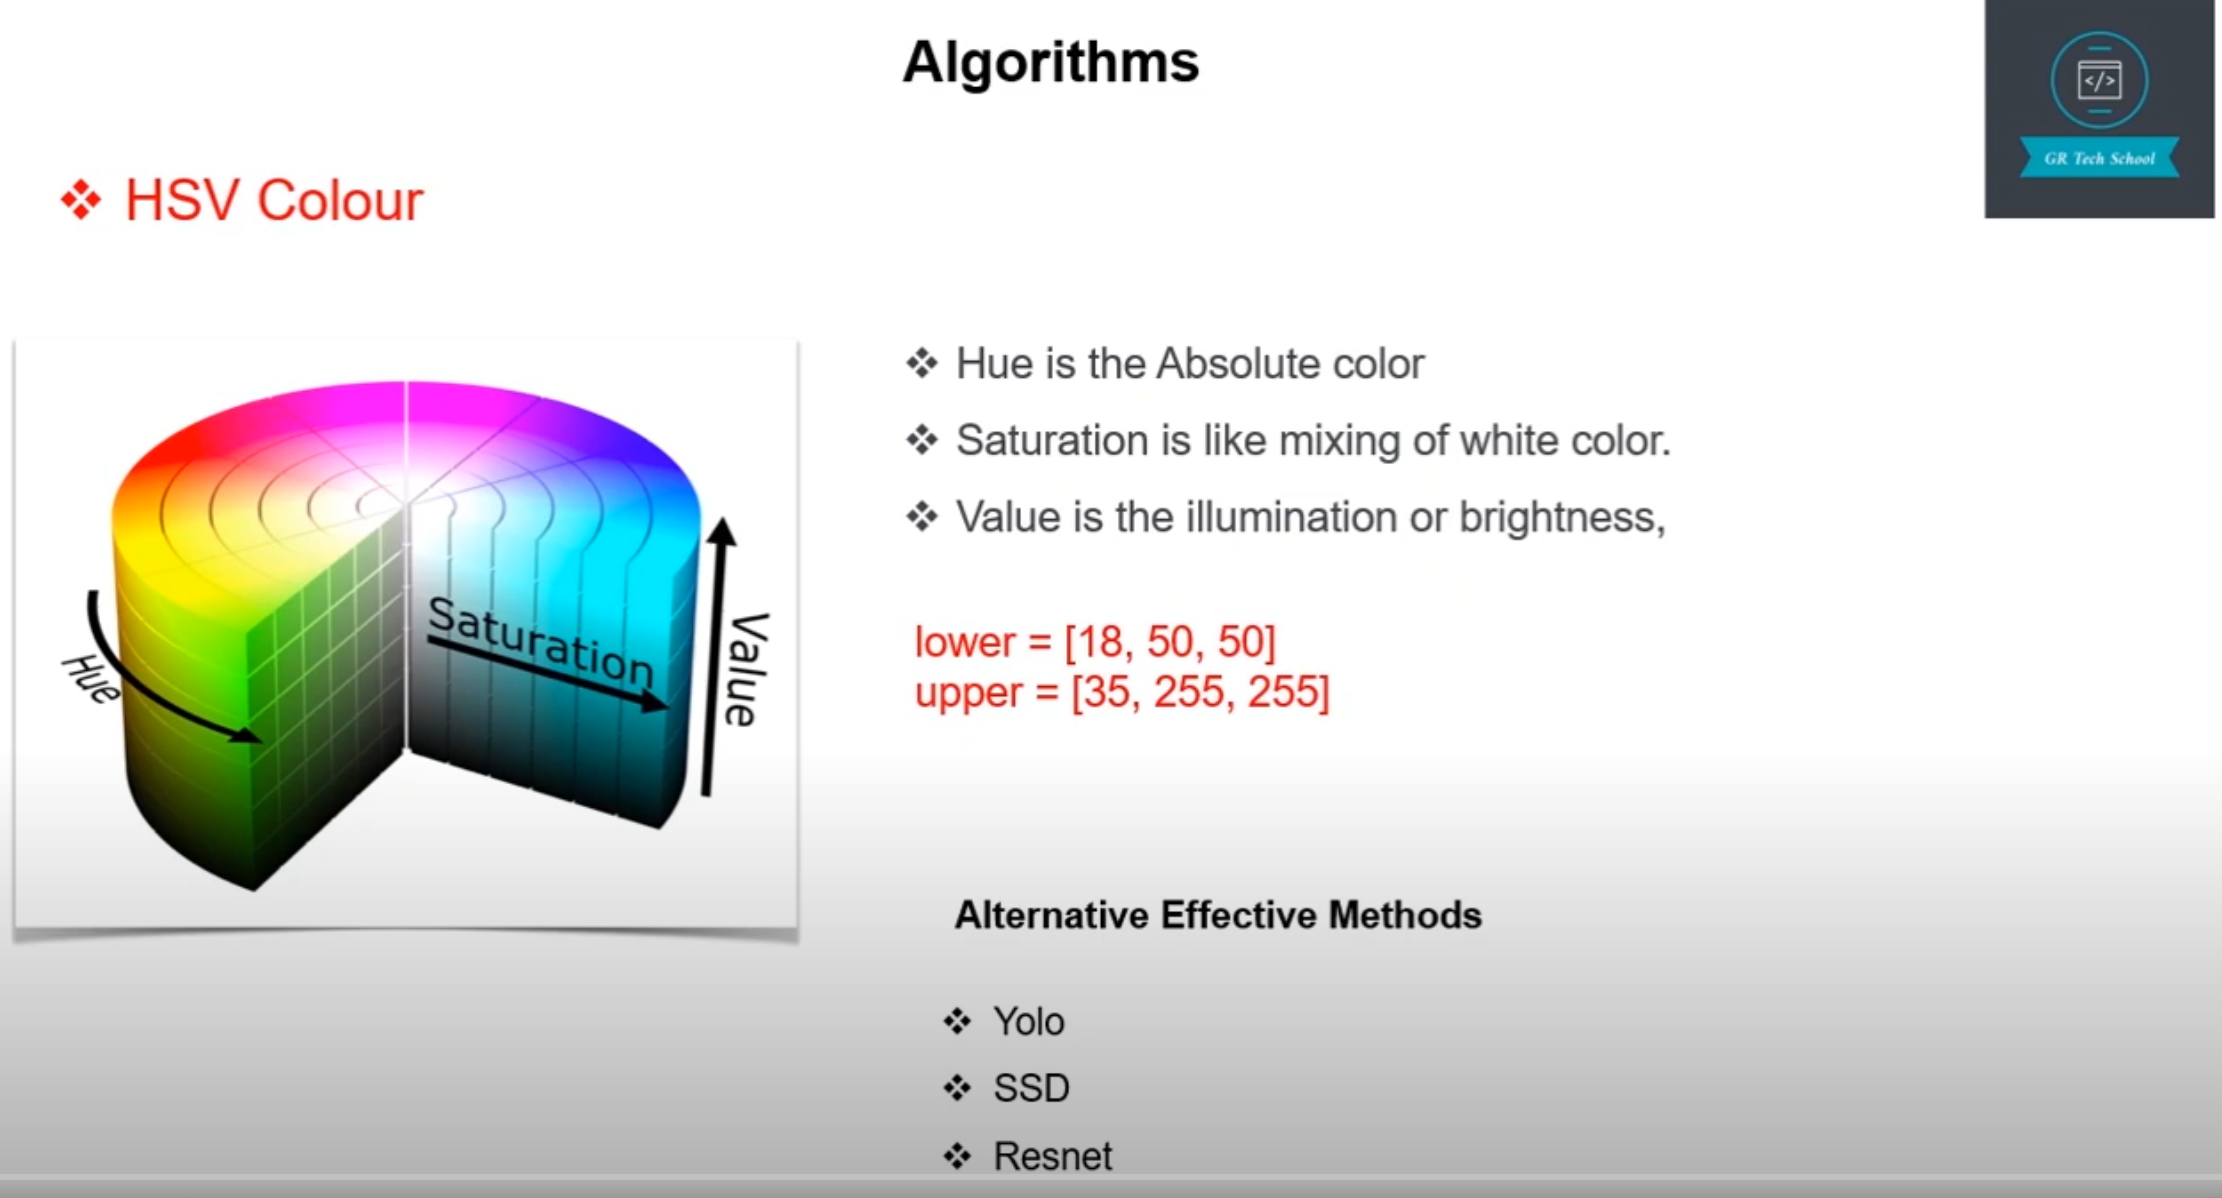 Algorithms
</>
GR Tech School
❖ HSV Colour
❖ Hue is the Absolute color
❖ Saturation is like mixing of white color.
❖ Value is the illumination or brightness,
Hue
Saturation
Value
lower = [18, 50, 50]
upper = [35, 255, 255]
Alternative Effective Methods
❖ Yolo
❖ SSD
❖ Resnet